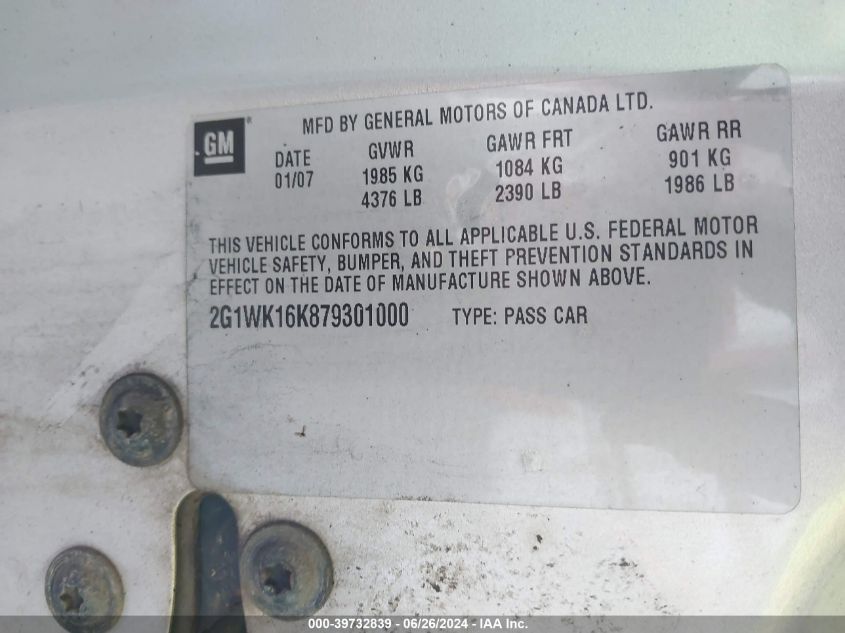 MFD BY GENERAL MOTORS OF CANADA LTD.
GM®
DATE GVWR GAWR FRT GAWR RR
01/07 1985 KG 1084 KG 901 KG
4376 LB 2390 LB 1986 LB
THIS VEHICLE CONFORMS TO ALL APPLICABLE U.S. FEDERAL MOTOR
VEHICLE SAFETY, BUMPER, AND THEFT PREVENTION STANDARDS IN
EFFECT ON THE DATE OF MANUFACTURE SHOWN ABOVE.
2G1WK16K879301000 TYPE: PASS CAR
000-39732839 - 06/26/2024 - IAA Inc.